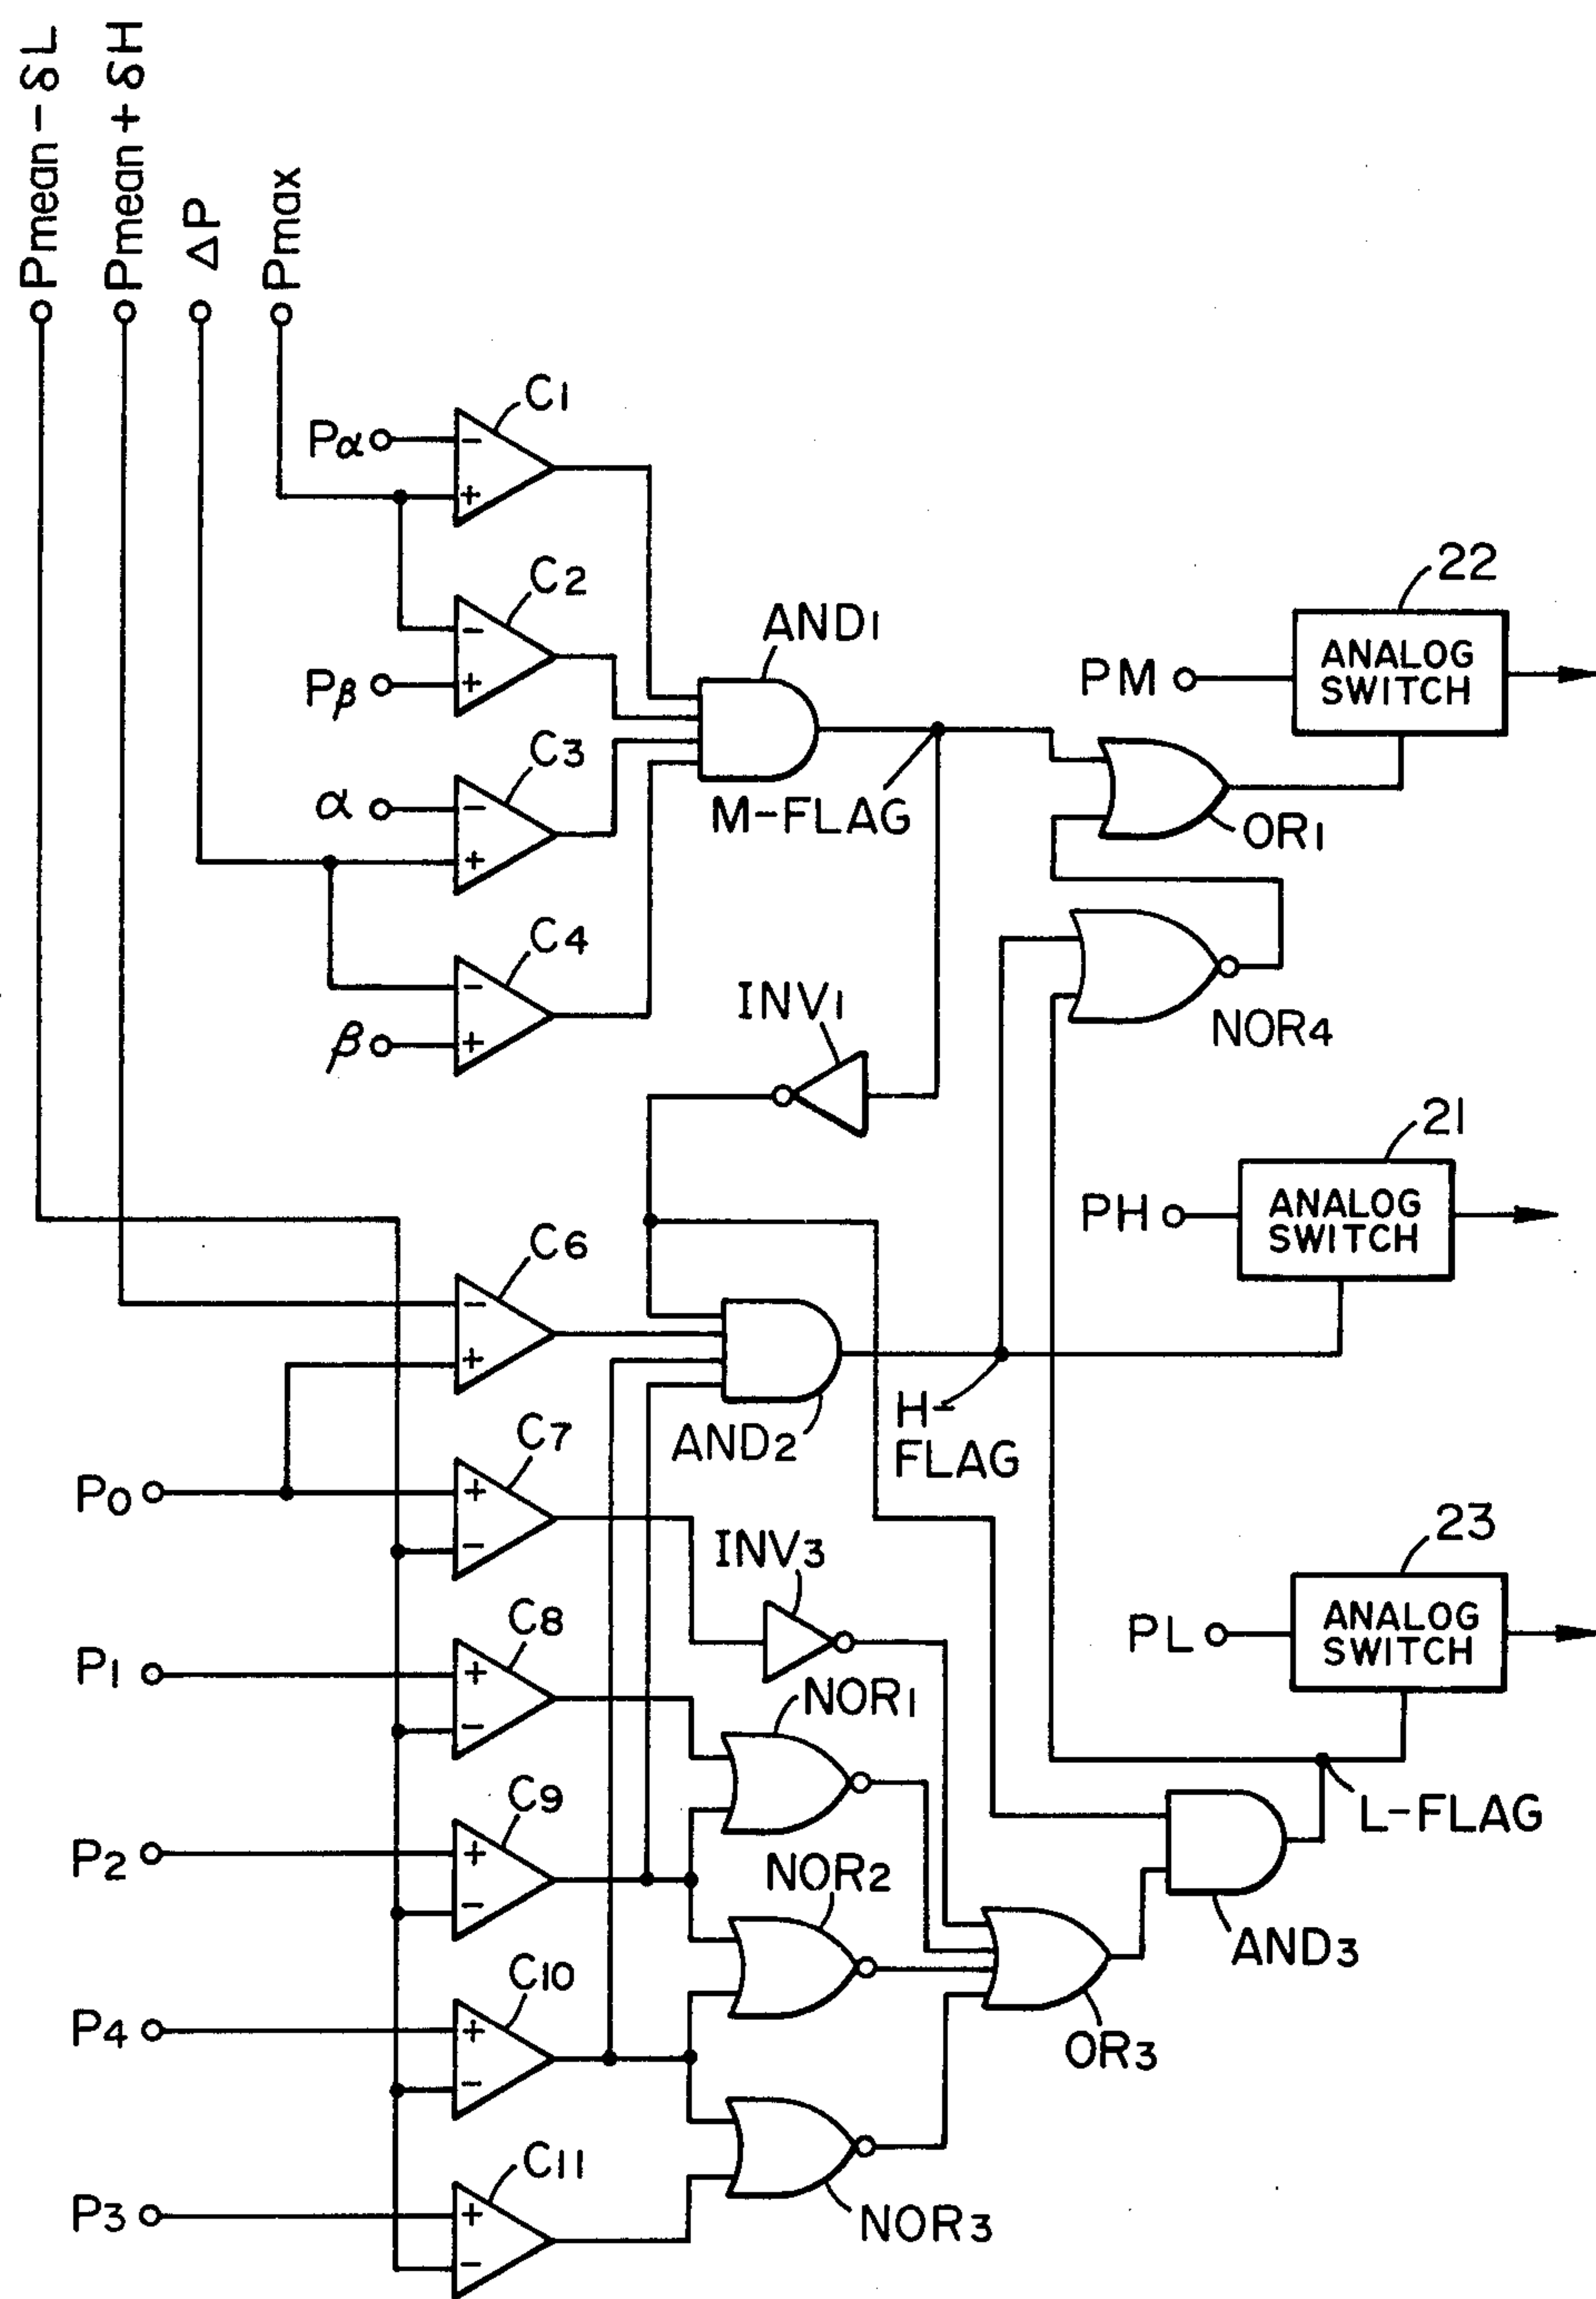 Pmean - δL
Pmean + δH
ΔP
Pmax
C1
Pα
-
+
C2
-
Pβ
+
C3
α
-
+
C4
-
β
+
AND1
M-FLAG
22
PM
ANALOG
SWITCH
OR1
INV1
NOR4
21
PH
ANALOG
SWITCH
C6
-
+
AND2
H-
FLAG
C7
P0
+
-
INV3
23
PL
ANALOG
SWITCH
C8
P1
+
-
NOR1
L-FLAG
C9
P2
+
-
NOR2
AND3
C10
P4
+
-
OR3
C11
P3
+
-
NOR3